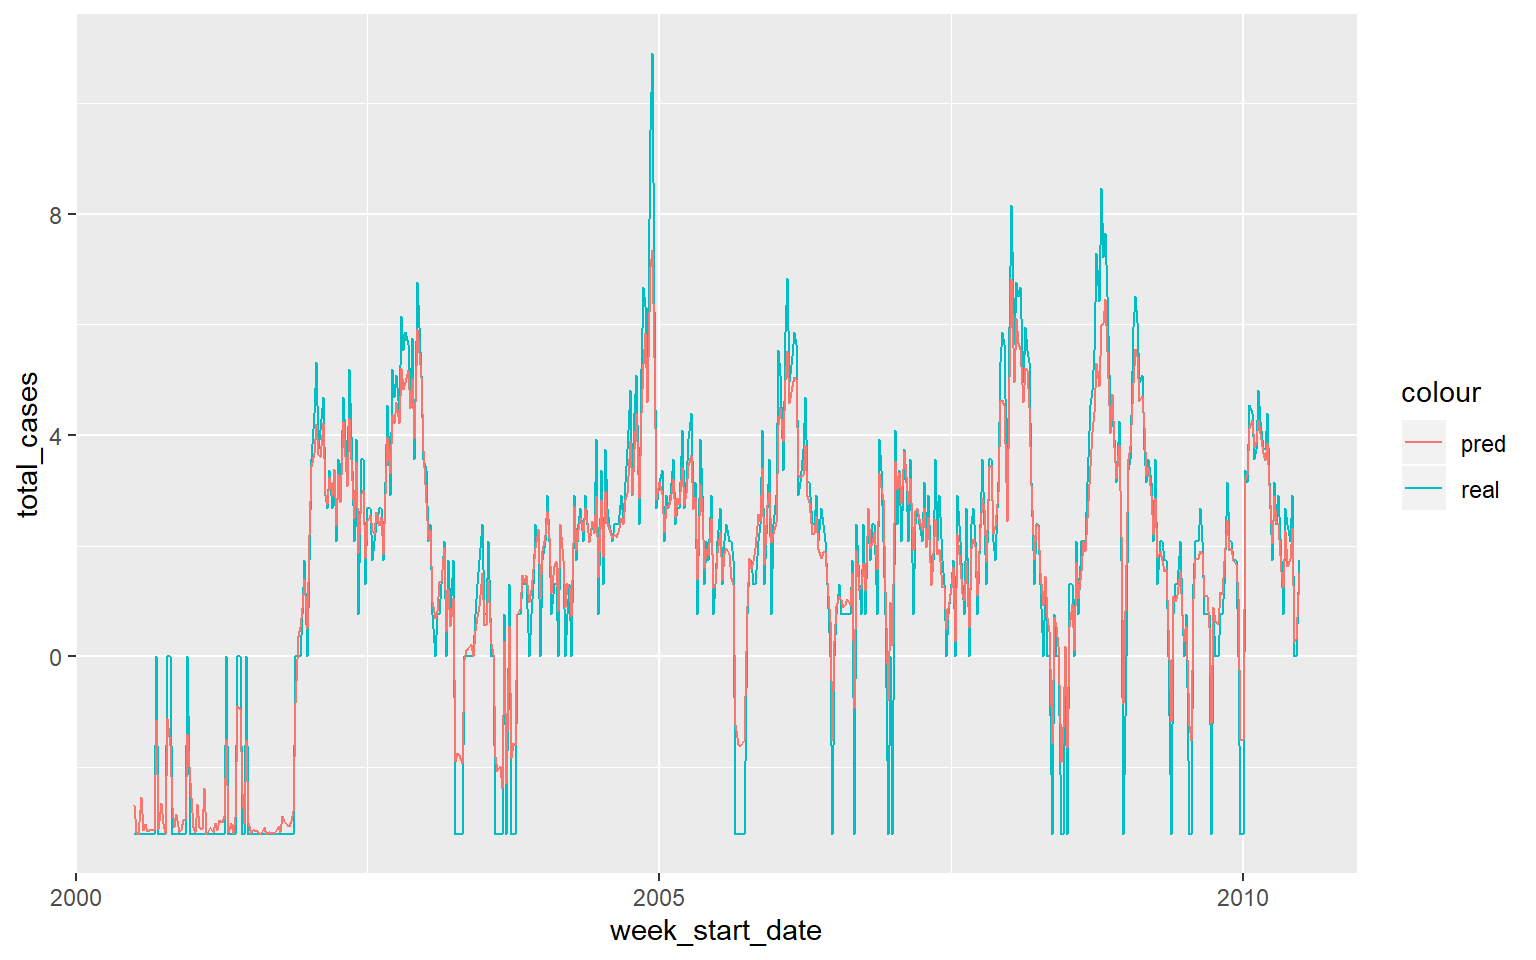 8
4
0
total_cases
2000
2005
2010
week_start_date
colour
pred
real